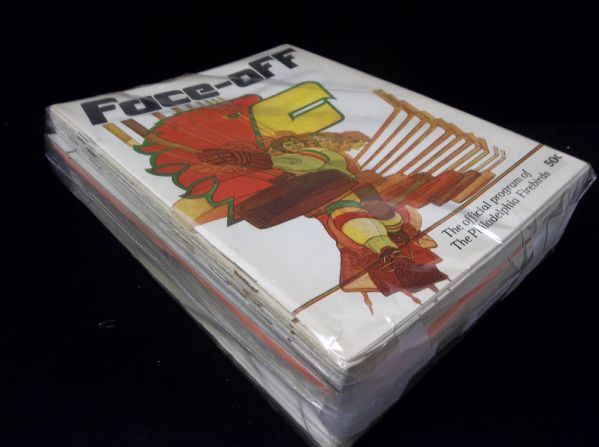 Face-off
The official program of
The Philadelphia Firebirds 50¢